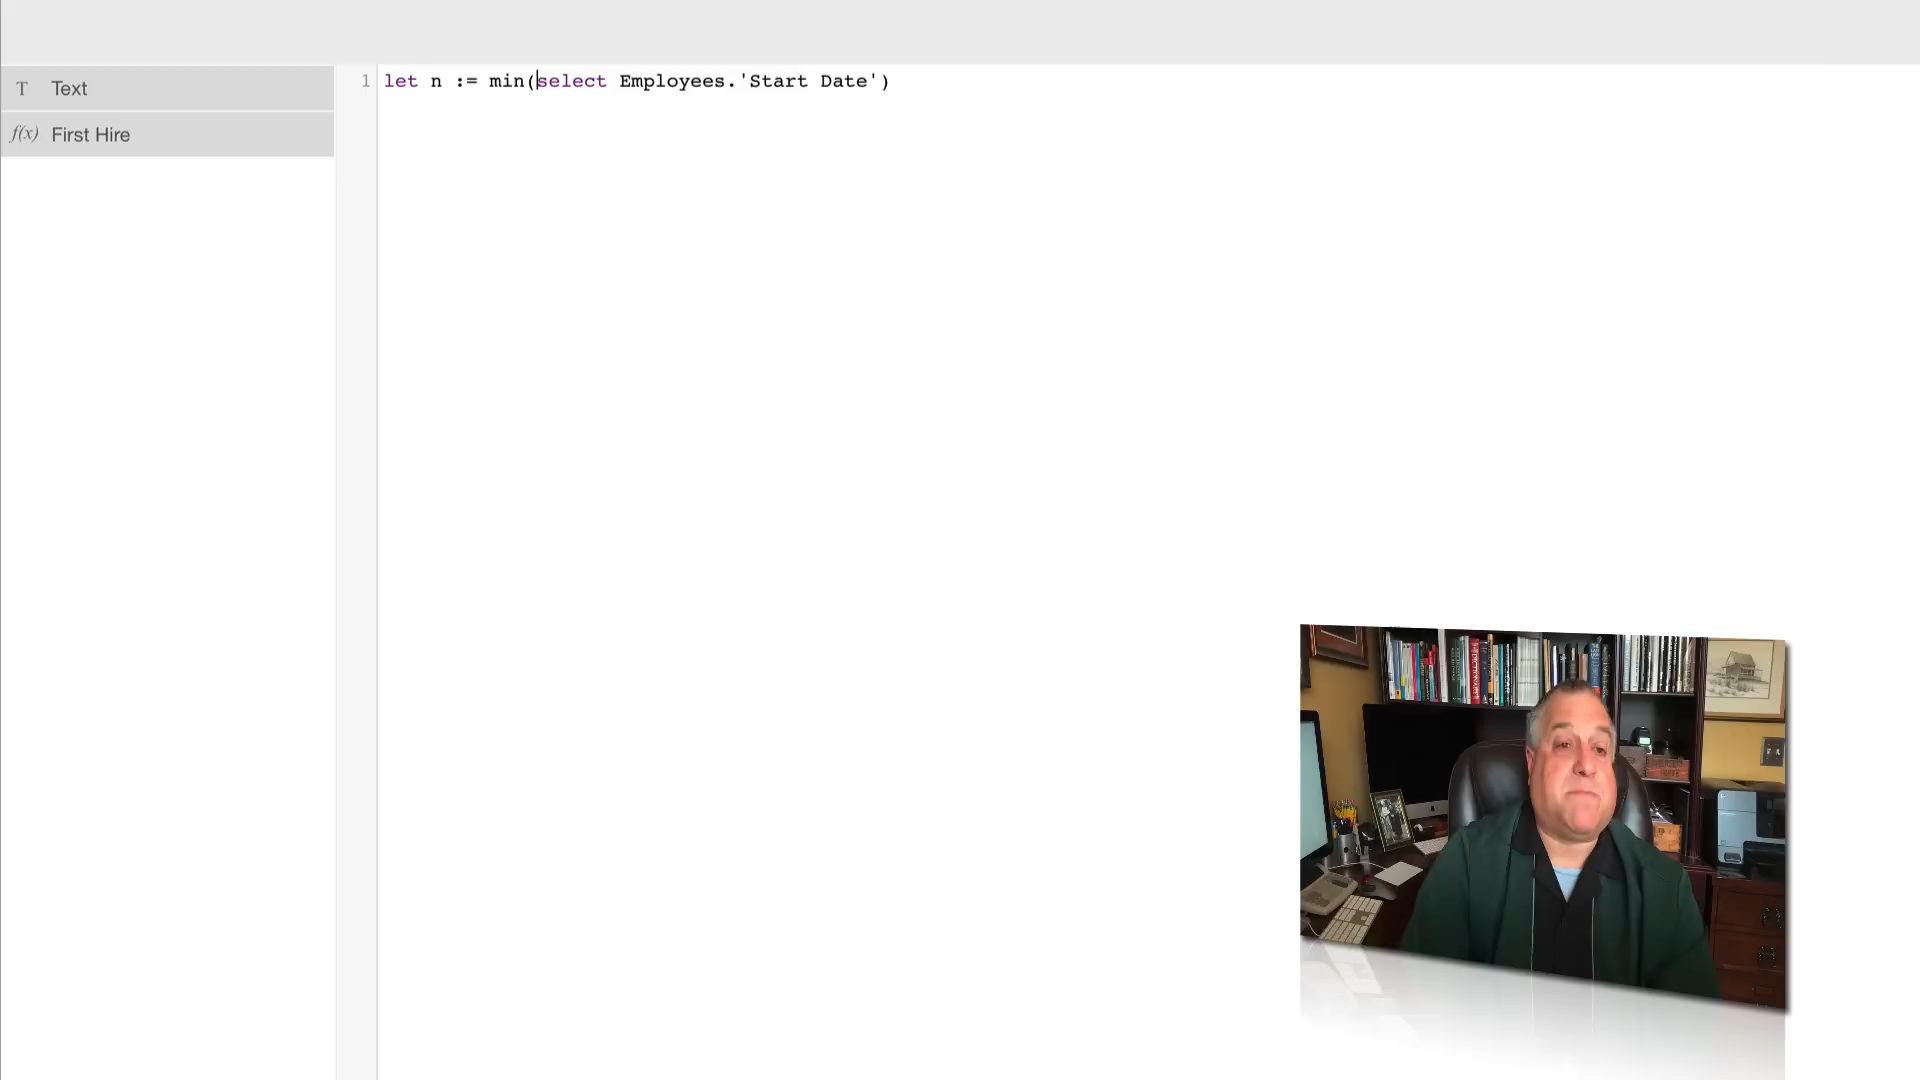 T Text
f(x) First Hire
1 let n := min(select Employees.'Start Date')